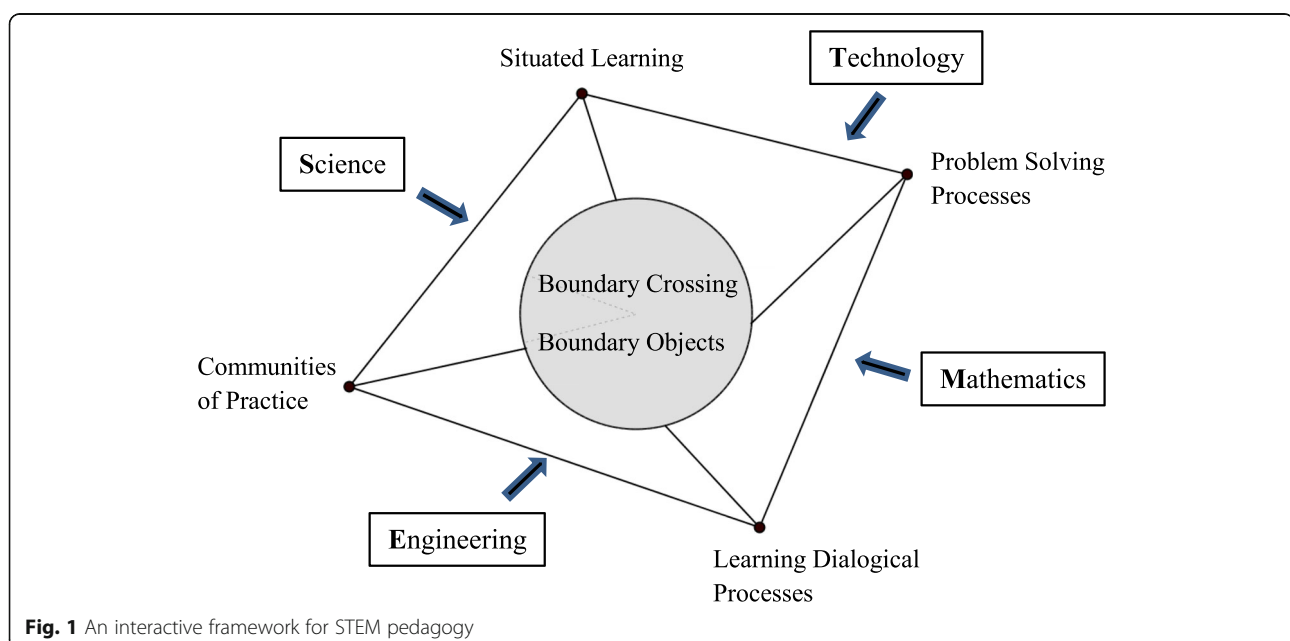 Situated Learning
Technology
Science
Problem Solving
Processes
Boundary Crossing
Boundary Objects
Communities
of Practice
Mathematics
Engineering
Learning Dialogical
Processes
Fig. 1 An interactive framework for STEM pedagogy